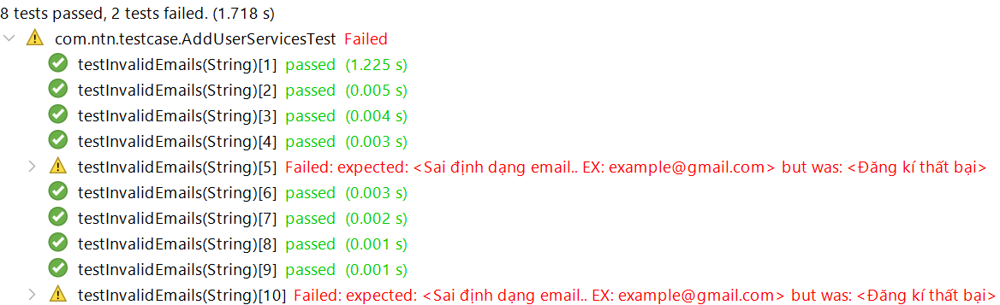 8 tests passed, 2 tests failed. (1.718 s)
com.ntn.testcase.AddUserServicesTest Failed
testInvalidEmails(String)[1] passed (1.225 s)
testInvalidEmails(String)[2] passed (0.005 s)
testInvalidEmails(String)[3] passed (0.004 s)
testInvalidEmails(String)[4] passed (0.003 s)
testInvalidEmails(String)[5] Failed: expected: <Sai định dạng email.. EX: example@gmail.com> but was: <Đăng kí thất bại>
testInvalidEmails(String)[6] passed (0.003 s)
testInvalidEmails(String)[7] passed (0.002 s)
testInvalidEmails(String)[8] passed (0.001 s)
testInvalidEmails(String)[9] passed (0.001 s)
testInvalidEmails(String)[10] Failed: expected: <Sai định dạng email.. EX: example@gmail.com> but was: <Đăng kí thất bại>